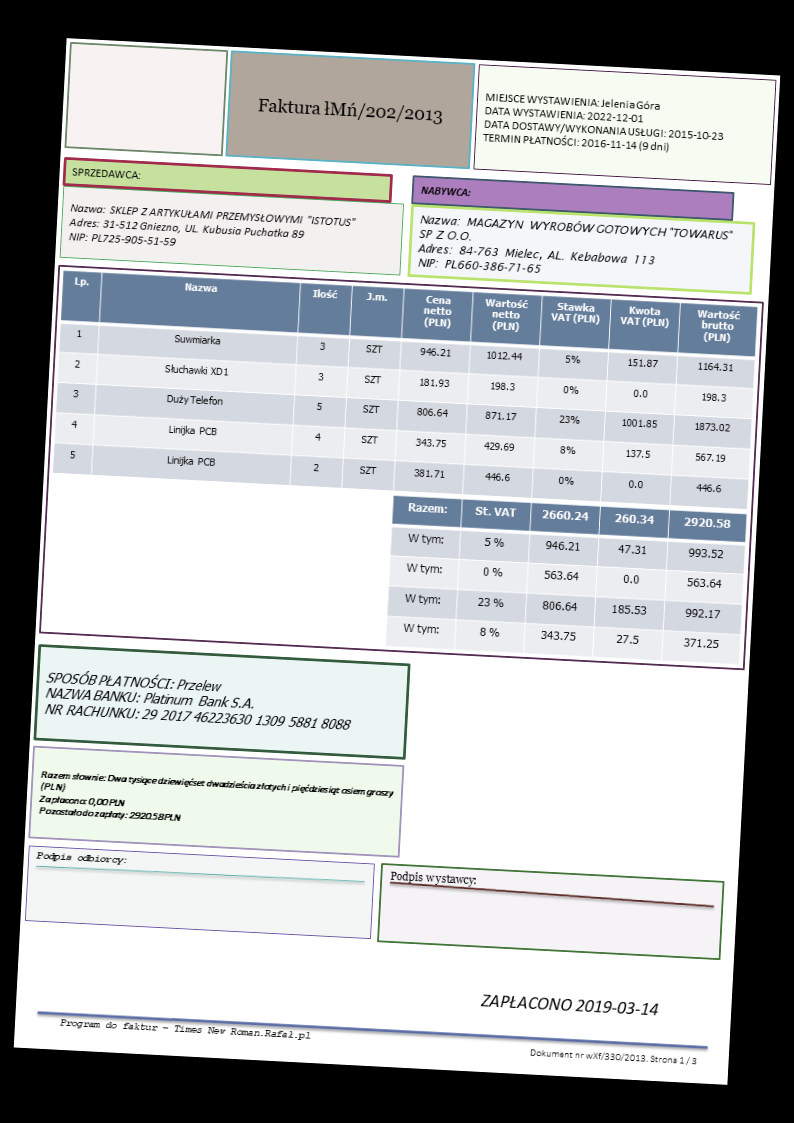 Faktura łMń/202/2013
MIEJSCE WYSTAWIENIA: Jelenia Góra
DATA WYSTAWIENIA: 2022-12-01
DATA DOSTAWY/WYKONANIA USŁUGI: 2015-10-23
TERMIN PŁATNOŚCI: 2016-11-14 (9 dni)
SPRZEDAWCA:
Nazwa: SKLEP Z ARTYKUŁAMI PRZEMYSŁOWYMI "ISTOTUS"
Adres: 31-512 Gniezno, UL. Kubusia Puchatka 89
NIP: PL725-905-51-59
NABYWCA:
Nazwa: MAGAZYN WYROBÓW GOTOWYCH "TOWARUS"
SP Z O.O.
Adres: 84-763 Mielec, AL. Kebabowa 113
NIP: PL660-386-71-65
Lp. Nazwa Ilość J.m. Cena netto (PLN) Wartość netto (PLN) Stawka VAT (PLN) Kwota VAT (PLN) Wartość brutto (PLN)
1 Suwmiarka 3 SZT 946.21 1012.44 5% 151.87 1164.31
2 Słuchawki XD1 3 SZT 181.93 198.3 0% 0.0 198.3
3 Duży Telefon 5 SZT 806.64 871.17 23% 1001.85 1873.02
4 Linijka PCB 4 SZT 343.75 429.69 8% 137.5 567.19
5 Linijka PCB 2 SZT 381.71 446.6 0% 0.0 446.6
Razem: St. VAT 2660.24 260.34 2920.58
W tym: 5 % 946.21 47.31 993.52
W tym: 0 % 563.64 0.0 563.64
W tym: 23 % 806.64 185.53 992.17
W tym: 8 % 343.75 27.5 371.25
SPOSÓB PŁATNOŚCI: Przelew
NAZWA BANKU: Platinum Bank S.A.
NR RACHUNKU: 29 2017 46223630 1309 5881 8088
Razem słownie: Dwa tysiące dziewięćset dwadzieścia złotych i pięćdziesiąt osiem groszy
(PLN)
Zapłacono: 0,00 PLN
Pozostało do zapłaty: 2920.58 PLN
Podpis odbiorcy:
Podpis wystawcy:
ZAPŁACONO 2019-03-14
Program do faktur – Times New Roman.Rafał.pl
Dokument nr wXf/330/2013. Strona 1 / 3